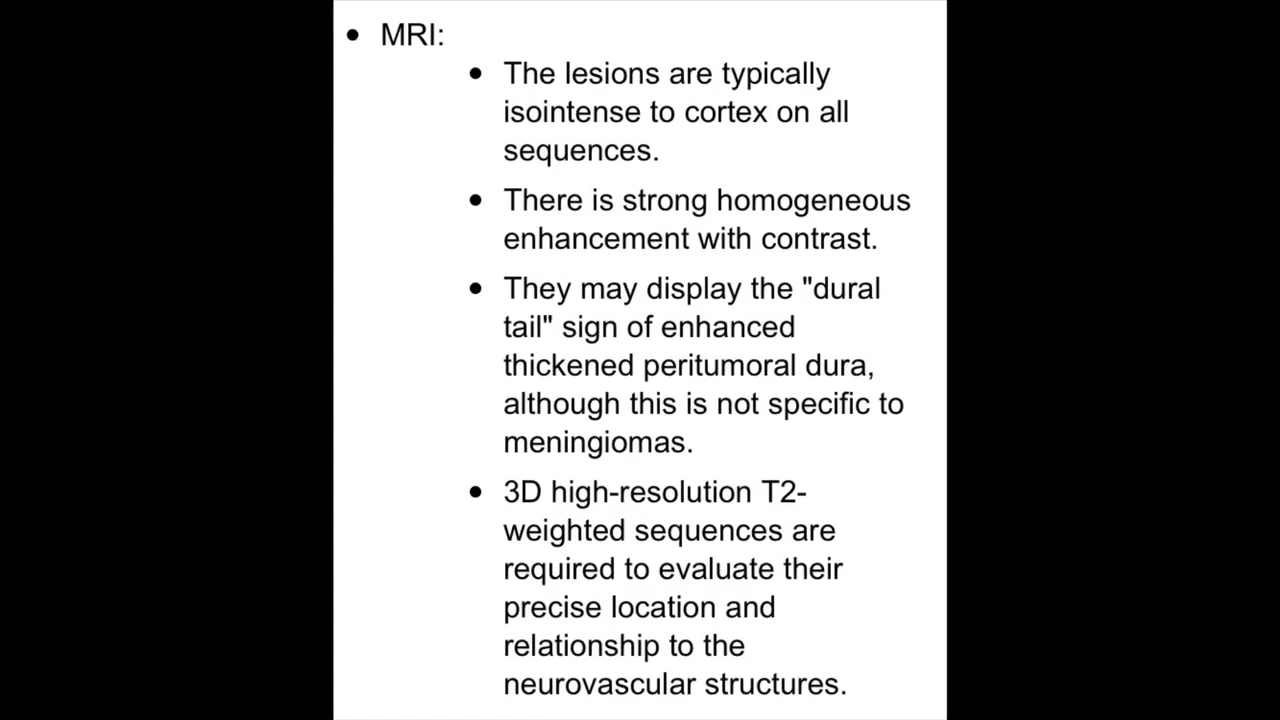 • MRI:
• The lesions are typically
isointense to cortex on all
sequences.
• There is strong homogeneous
enhancement with contrast.
• They may display the "dural
tail" sign of enhanced
thickened peritumoral dura,
although this is not specific to
meningiomas.
• 3D high-resolution T2-
weighted sequences are
required to evaluate their
precise location and
relationship to the
neurovascular structures.